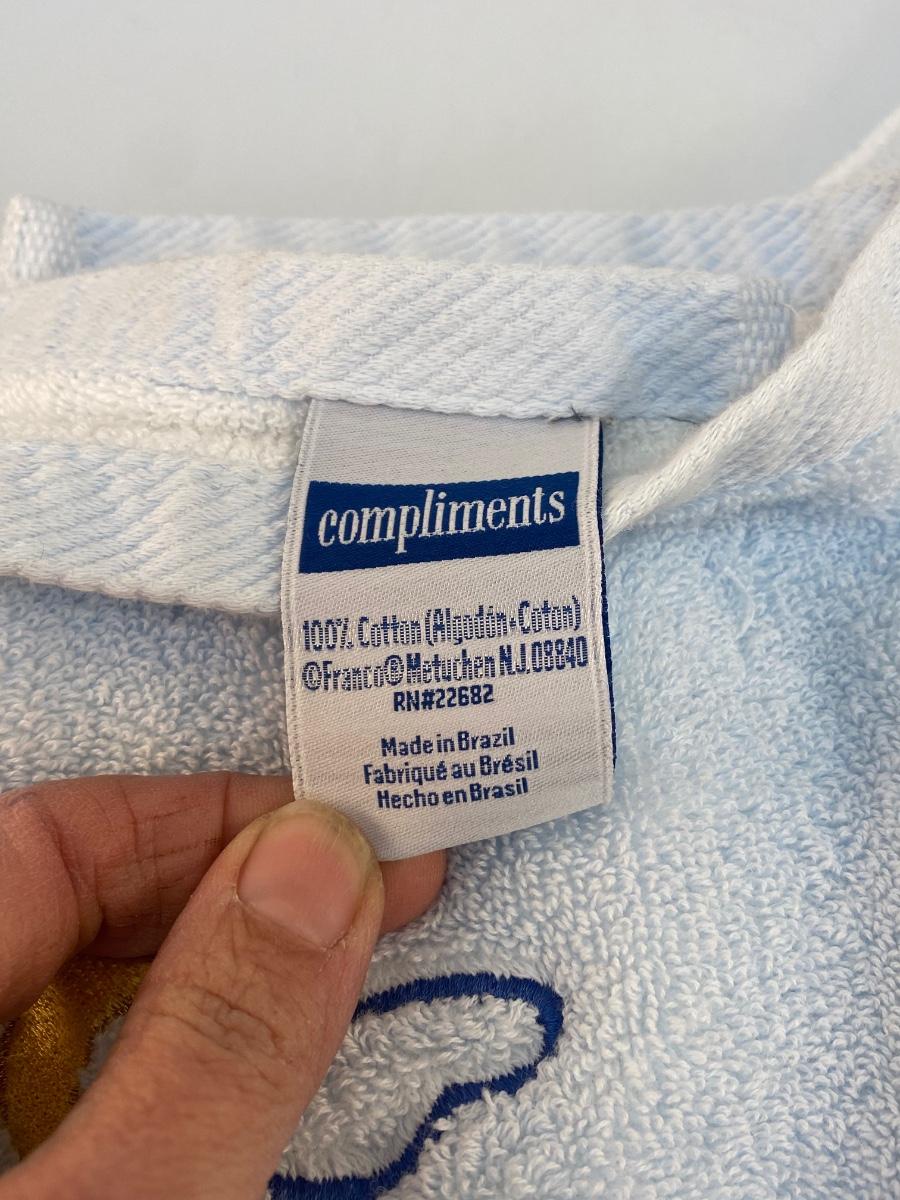 compliments
100% Cotton (Algodón•Coton)
©Franco® Metuchen N.J. 08840
RN#22682
Made in Brazil
Fabriqué au Brésil
Hecho en Brasil